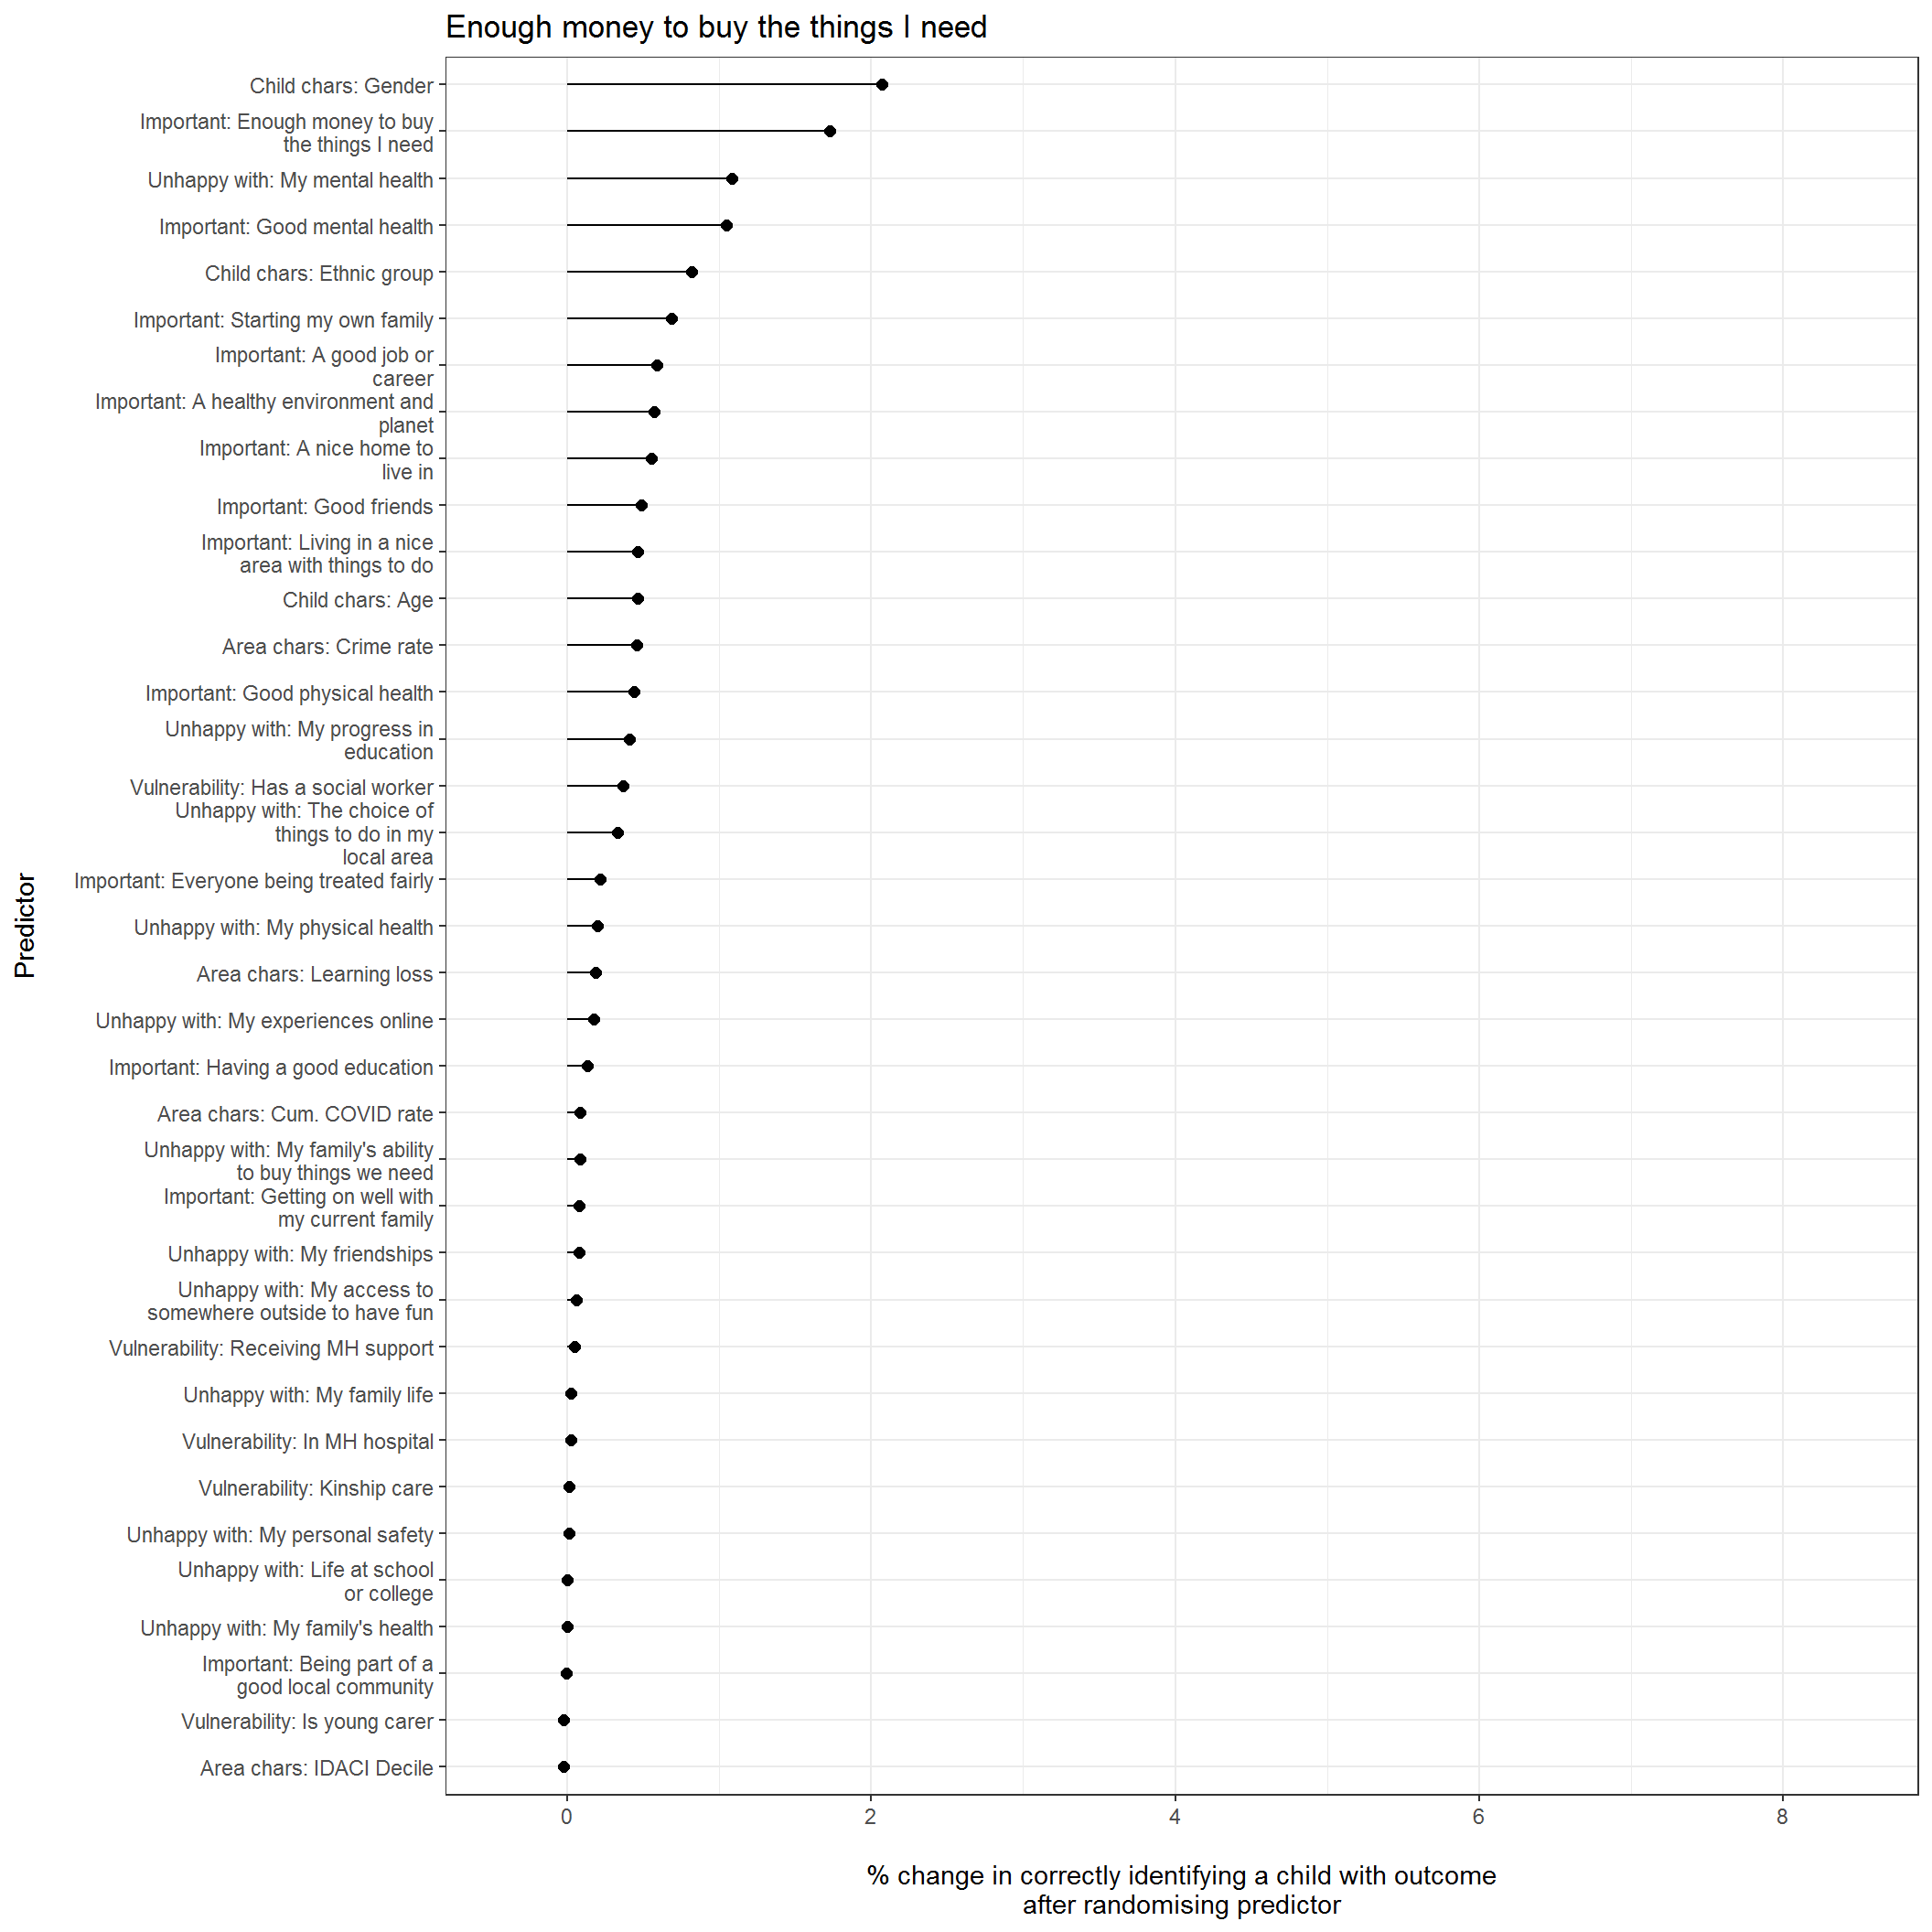 Enough money to buy the things I need
Child chars: Gender
Important: Enough money to buy
the things I need
Unhappy with: My mental health
Important: Good mental health
Child chars: Ethnic group
Important: Starting my own family
Important: A good job or
career
Important: A healthy environment and
planet
Important: A nice home to
live in
Important: Good friends
Important: Living in a nice
area with things to do
Child chars: Age
Area chars: Crime rate
Important: Good physical health
Unhappy with: My progress in
education
Vulnerability: Has a social worker
Unhappy with: The choice of
things to do in my
local area
Important: Everyone being treated fairly
Unhappy with: My physical health
Area chars: Learning loss
Unhappy with: My experiences online
Important: Having a good education
Area chars: Cum. COVID rate
Unhappy with: My family's ability
to buy things we need
Important: Getting on well with
my current family
Unhappy with: My friendships
Unhappy with: My access to
somewhere outside to have fun
Vulnerability: Receiving MH support
Unhappy with: My family life
Vulnerability: In MH hospital
Vulnerability: Kinship care
Unhappy with: My personal safety
Unhappy with: Life at school
or college
Unhappy with: My family's health
Important: Being part of a
good local community
Vulnerability: Is young carer
Area chars: IDACI Decile
Predictor
0 2 4 6 8
% change in correctly identifying a child with outcome
after randomising predictor